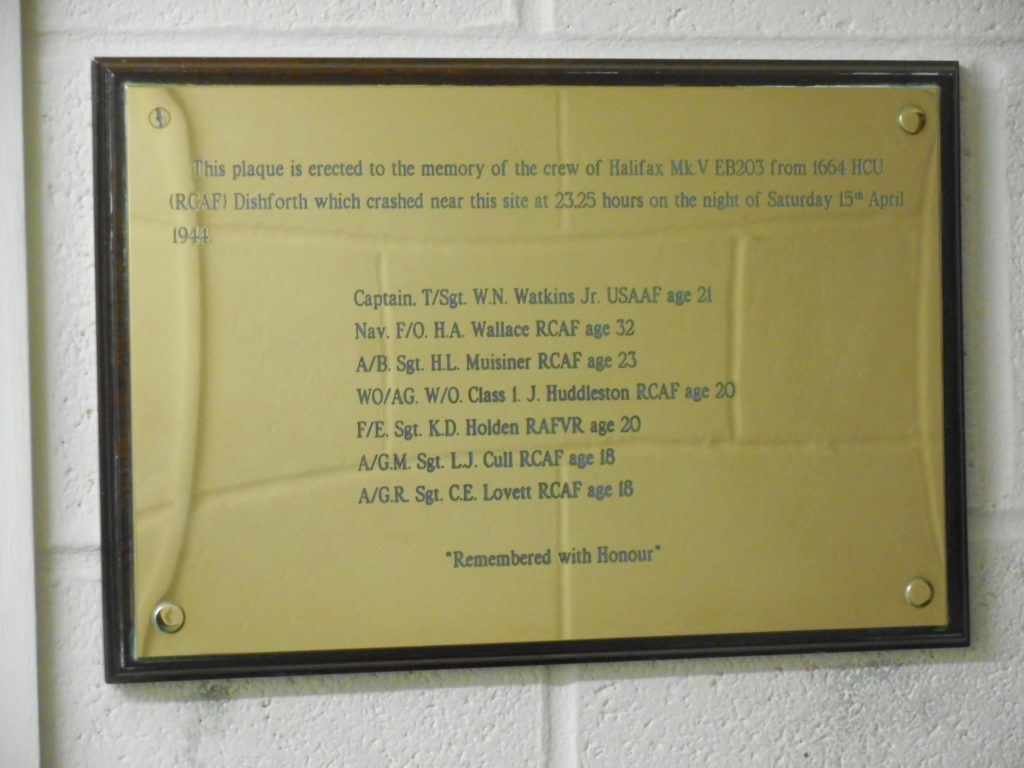 This plaque is erected to the memory of the crew of Halifax Mk.V EB203 from 1664 HCU
(RCAF) Dishforth which crashed near this site at 23.25 hours on the night of Saturday 15th April
1944.
Captain. T/Sgt. W.N. Watkins Jr. USAAF age 21
Nav. F/O. H.A. Wallace RCAF age 32
A/B. Sgt. H.L. Muisiner RCAF age 23
WO/AG. W/O. Class 1. J. Huddleston RCAF age 20
F/E. Sgt. K.D. Holden RAFVR age 20
A/G.M. Sgt. L.J. Cull RCAF age 18
A/G.R. Sgt. C.E. Lovett RCAF age 18
"Remembered with Honour"